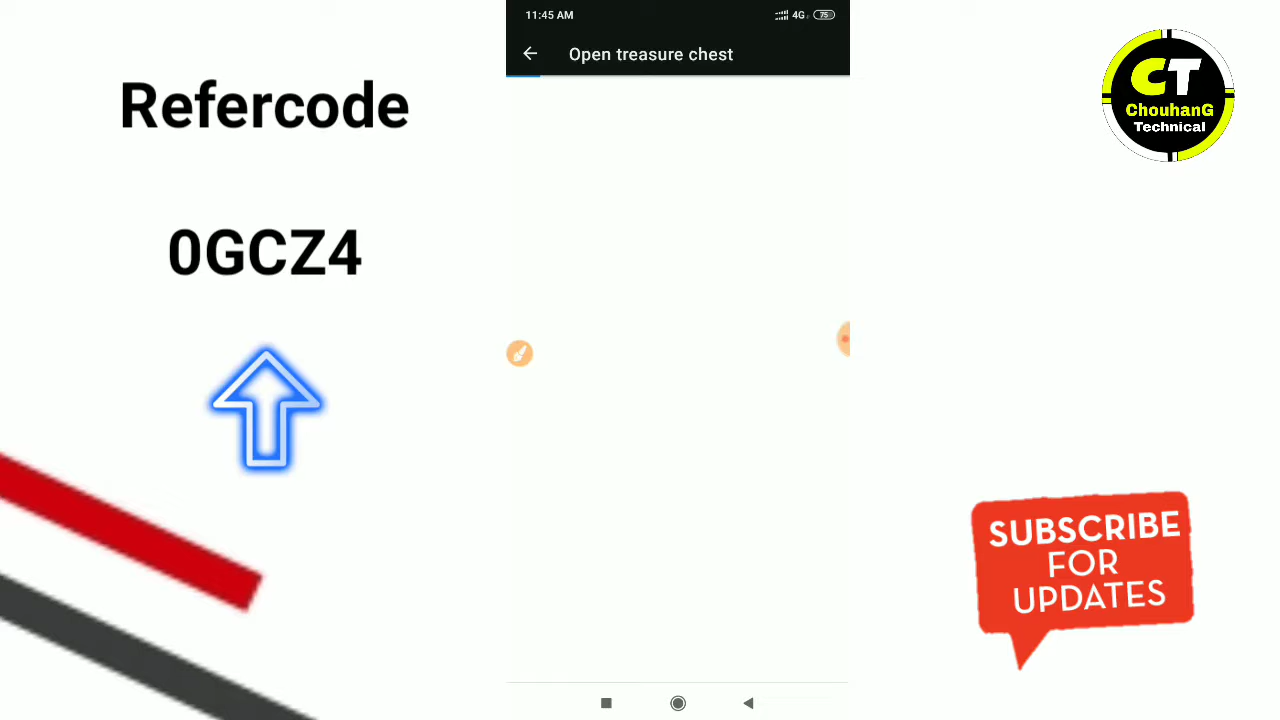 Refercode
0GCZ4
11:45 AM
4G
75
Open treasure chest
CT
ChouhanG
Technical
SUBSCRIBE
FOR
UPDATES